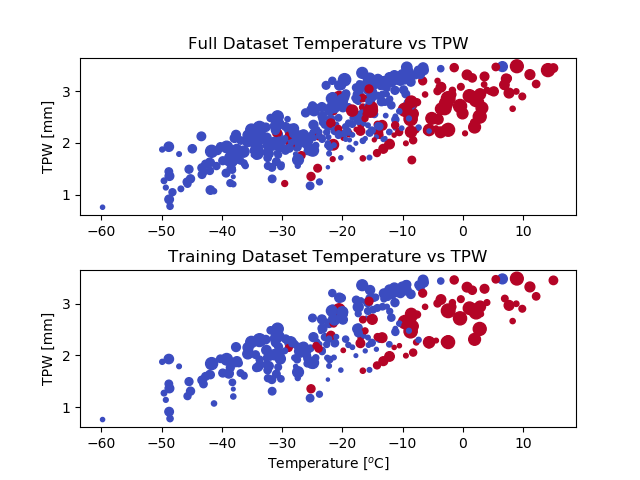 Full Dataset Temperature vs TPW
TPW [mm]
3
2
1
−60 −50 −40 −30 −20 −10 0 10
Training Dataset Temperature vs TPW
TPW [mm]
3
2
1
−60 −50 −40 −30 −20 −10 0 10
Temperature [°C]